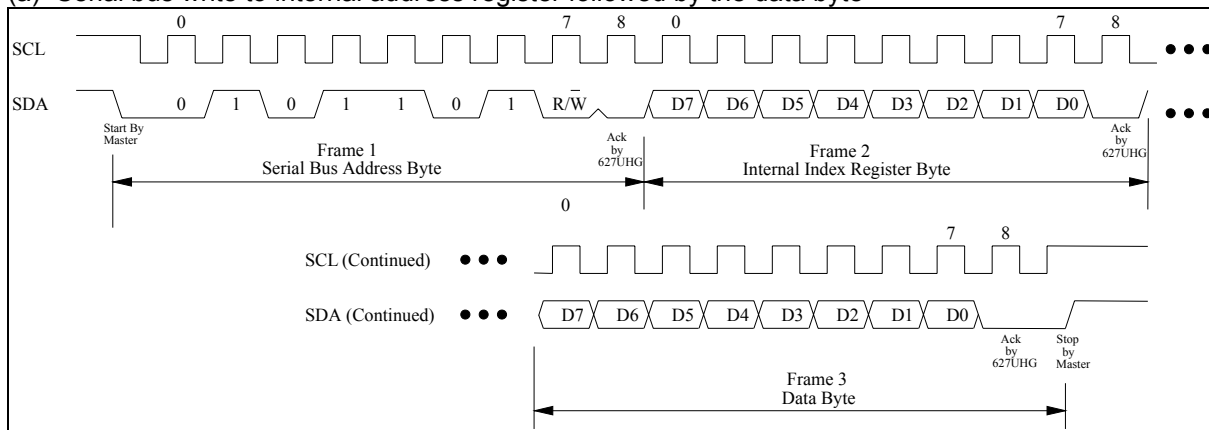 (a) Serial bus write to internal address register followed by the data byte
0 7 8 0 7 8
SCL
SDA 0 1 0 1 1 0 1 R/W̅ D7 D6 D5 D4 D3 D2 D1 D0
Start By
Master
Ack
by
627UHG
Ack
by
627UHG
Frame 1
Serial Bus Address Byte
Frame 2
Internal Index Register Byte
0 7 8
SCL (Continued)
SDA (Continued) D7 D6 D5 D4 D3 D2 D1 D0
Ack
by
627UHG
Stop
by
Master
Frame 3
Data Byte